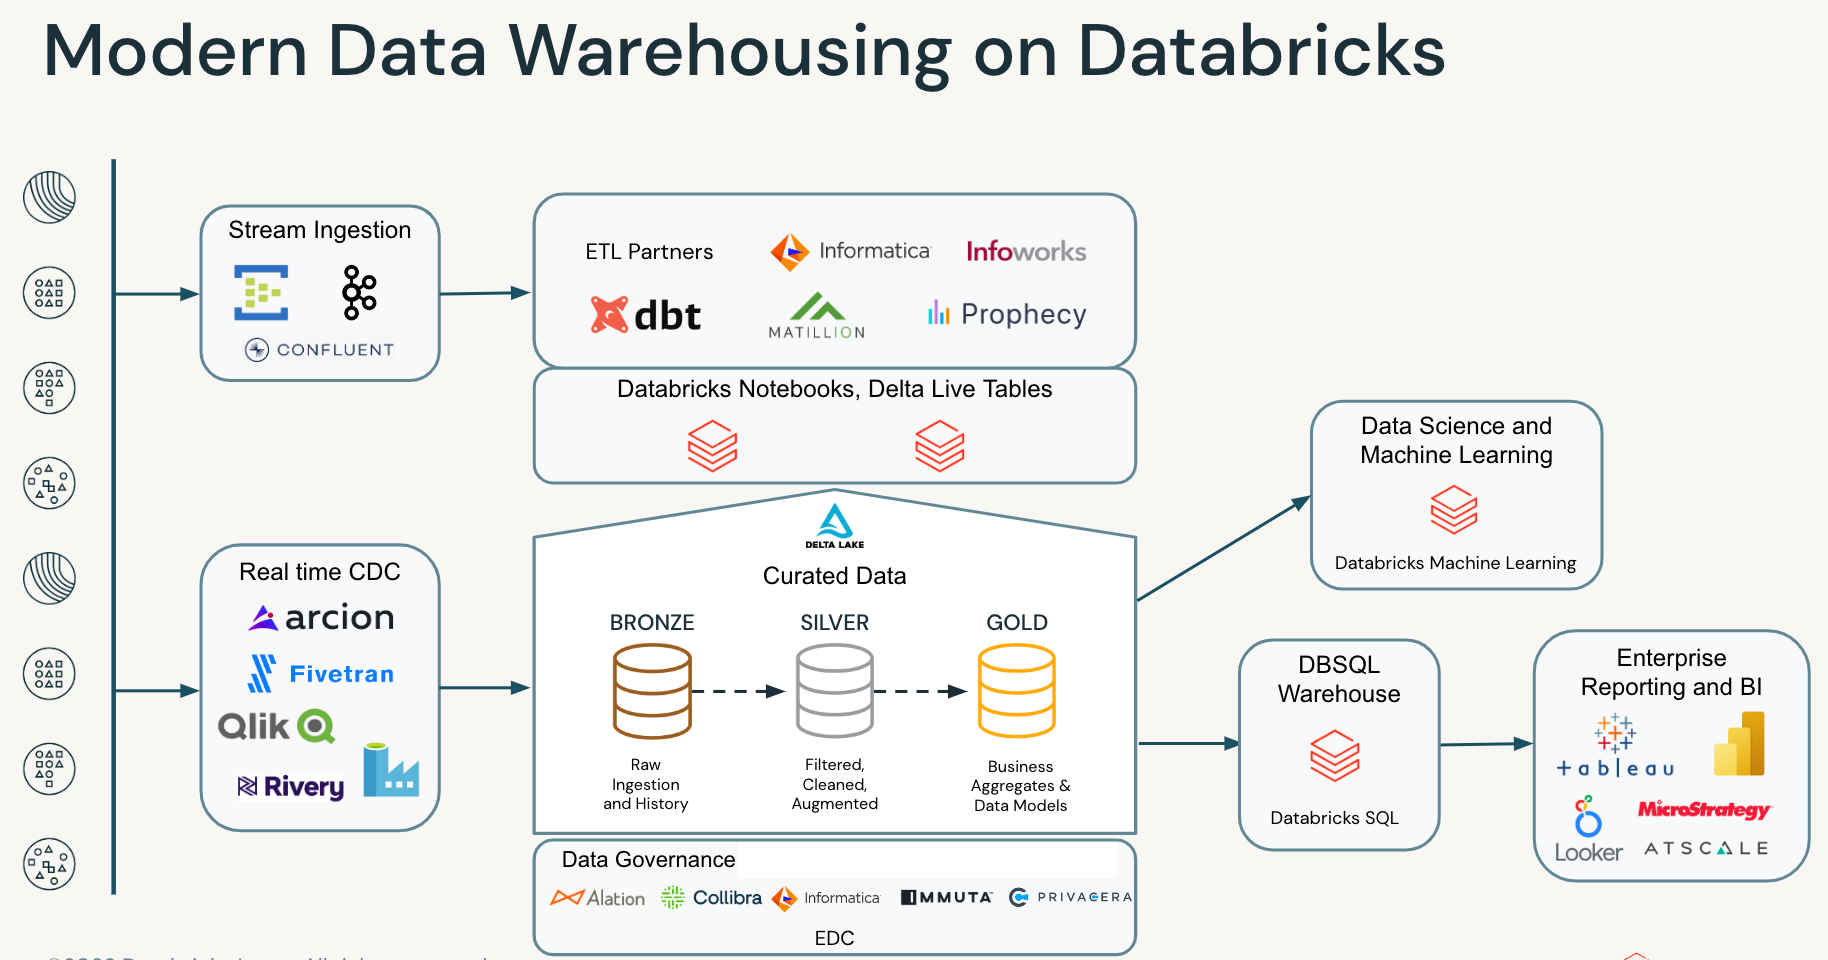 Modern Data Warehousing on Databricks
Stream Ingestion
CONFLUENT
ETL Partners
Informatica
Infoworks
dbt
MATILLION
Prophecy
Databricks Notebooks, Delta Live Tables
Real time CDC
arcion
Fivetran
Qlik
Rivery
DELTA LAKE
Curated Data
BRONZE
SILVER
GOLD
Raw
Ingestion
and History
Filtered,
Cleaned,
Augmented
Business
Aggregates &
Data Models
Data Governance
Alation
Collibra
Informatica
IMMUTA
PRIVACERA
EDC
Data Science and
Machine Learning
Databricks Machine Learning
DBSQL
Warehouse
Databricks SQL
Enterprise
Reporting and BI
+ableau
MicroStrategy
Looker
ATSCALE